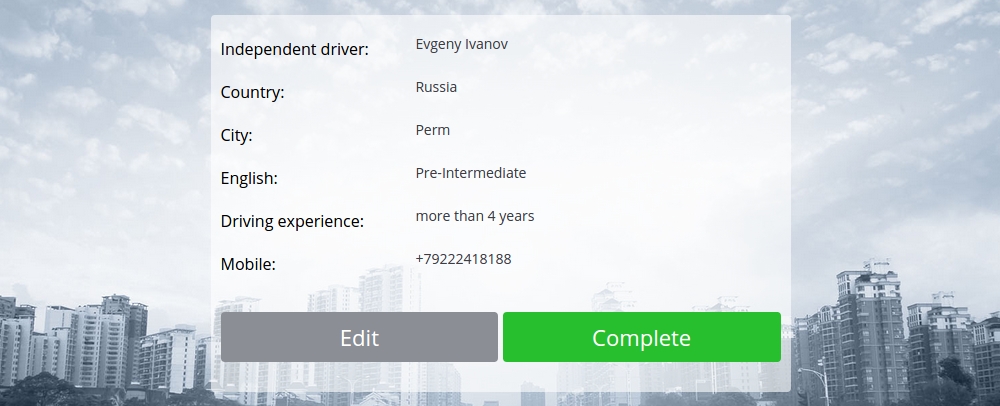 Independent driver: Evgeny Ivanov
Country: Russia
City: Perm
English: Pre-Intermediate
Driving experience: more than 4 years
Mobile: +79222418188
Edit Complete